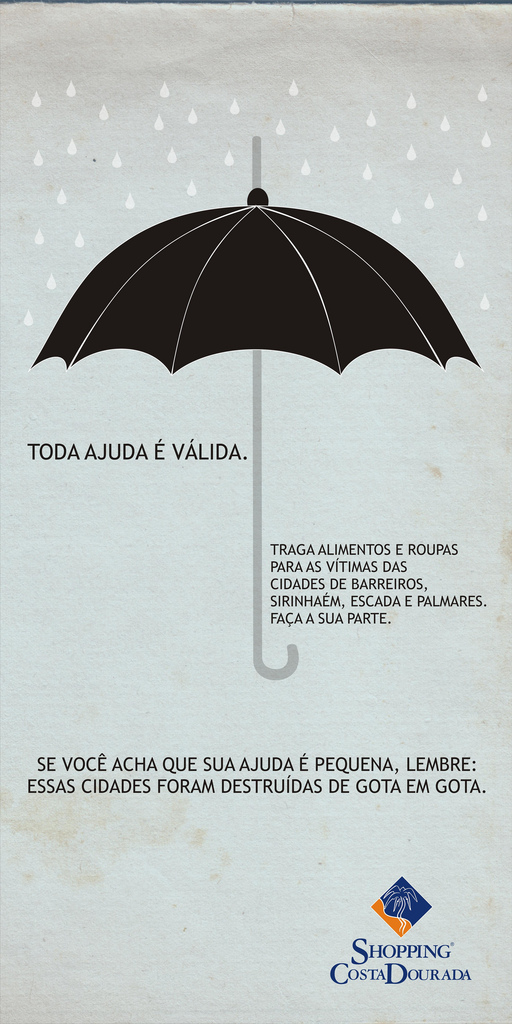 TODA AJUDA É VÁLIDA.
TRAGA ALIMENTOS E ROUPAS
PARA AS VÍTIMAS DAS
CIDADES DE BARREIROS,
SIRINHAÉM, ESCADA E PALMARES.
FAÇA A SUA PARTE.
SE VOCÊ ACHA QUE SUA AJUDA É PEQUENA, LEMBRE:
ESSAS CIDADES FORAM DESTRUÍDAS DE GOTA EM GOTA.
SHOPPING®
COSTA DOURADA